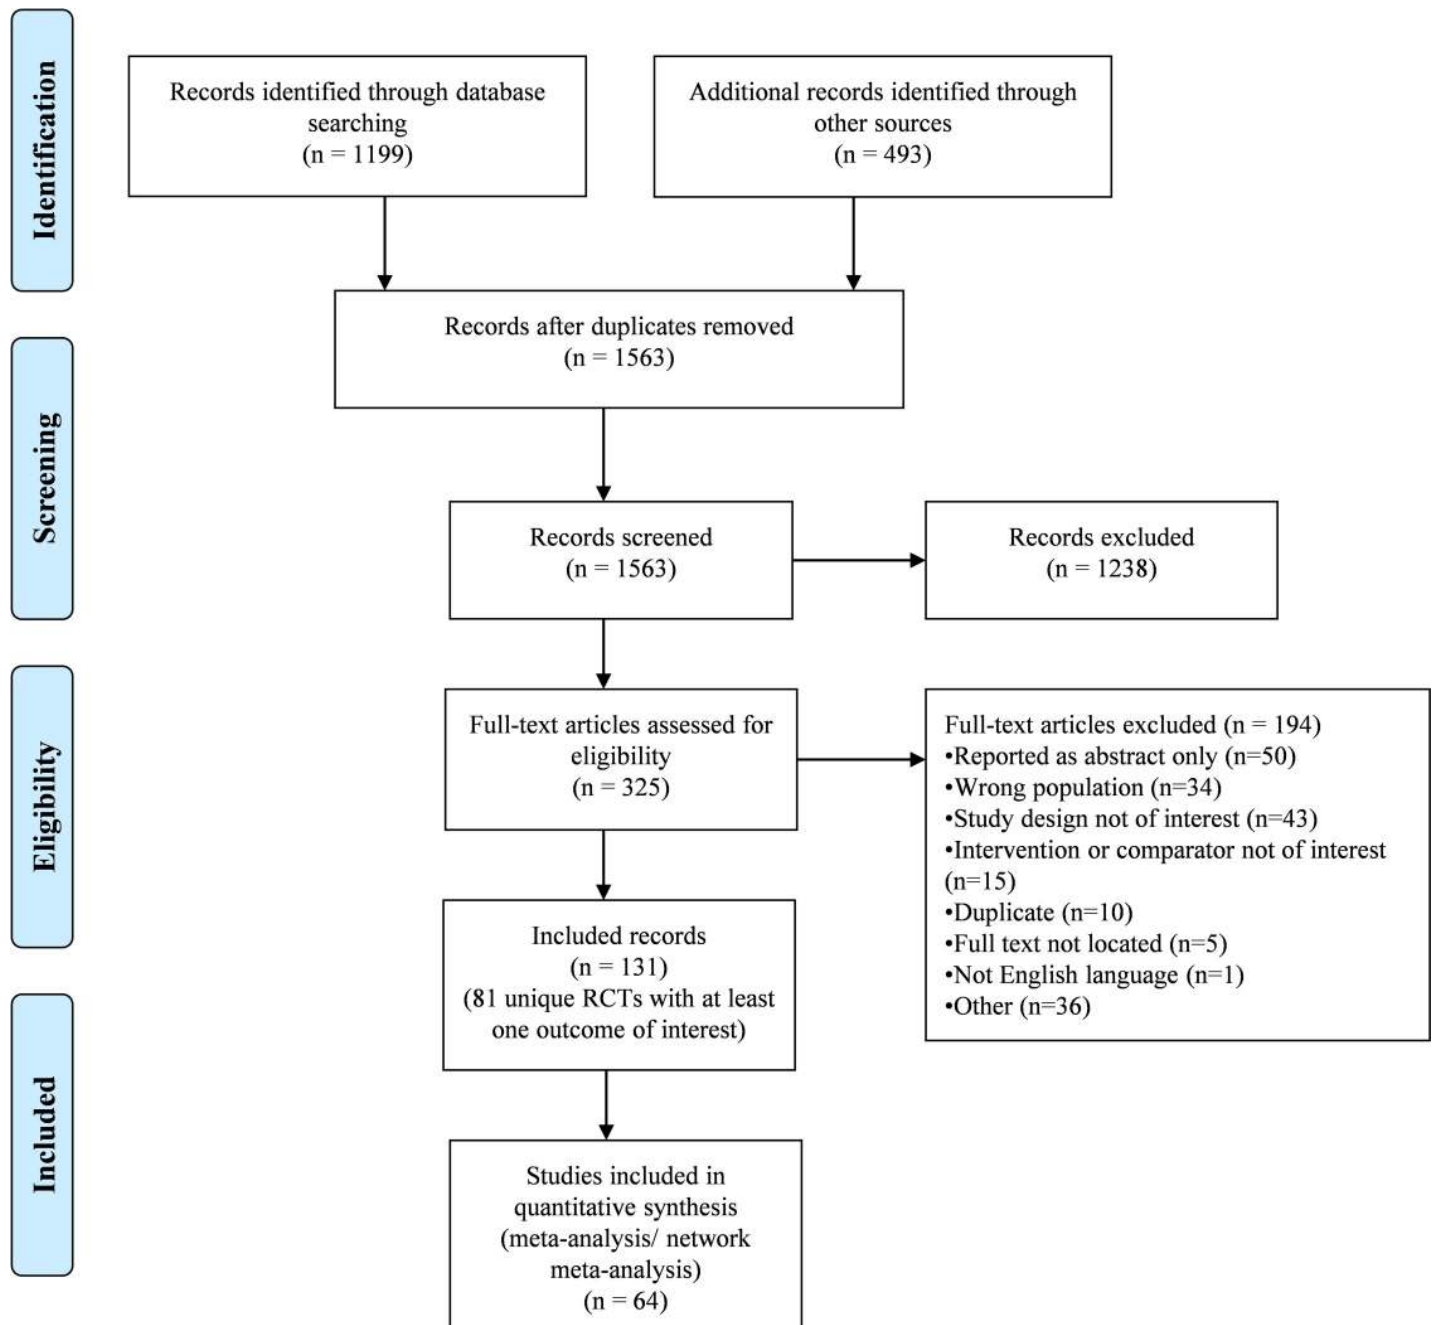 Identification
Records identified through database
searching
(n = 1199)
Additional records identified through
other sources
(n = 493)
Records after duplicates removed
(n = 1563)
Screening
Records screened
(n = 1563)
Records excluded
(n = 1238)
Eligibility
Full-text articles assessed for
eligibility
(n = 325)
Full-text articles excluded (n = 194)
•Reported as abstract only (n=50)
•Wrong population (n=34)
•Study design not of interest (n=43)
•Intervention or comparator not of interest
(n=15)
•Duplicate (n=10)
•Full text not located (n=5)
•Not English language (n=1)
•Other (n=36)
Included records
(n = 131)
(81 unique RCTs with at least
one outcome of interest)
Included
Studies included in
quantitative synthesis
(meta-analysis/ network
meta-analysis)
(n = 64)